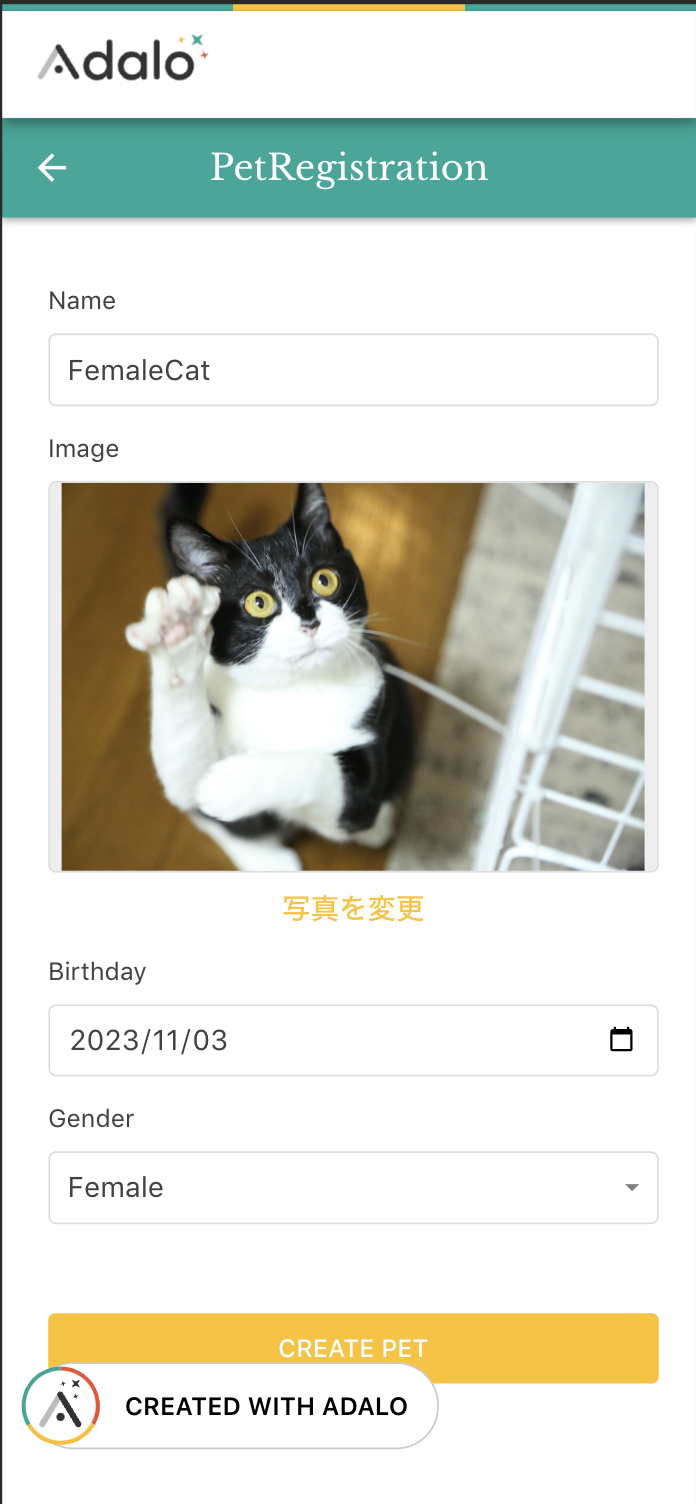 Adalo
PetRegistration
Name
FemaleCat
Image
写真を変更
Birthday
2023/11/03
Gender
Female
CREATE PET
CREATED WITH ADALO